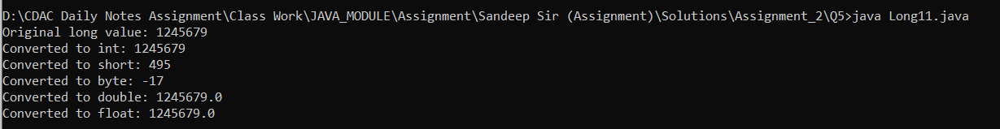 D:\CDAC Daily Notes Assignment\Class Work\JAVA_MODULE\Assignment\Sandeep Sir (Assignment)\Solutions\Assignment_2\Q5>java Long11.java
Original long value: 1245679
Converted to int: 1245679
Converted to short: 495
Converted to byte: -17
Converted to double: 1245679.0
Converted to float: 1245679.0